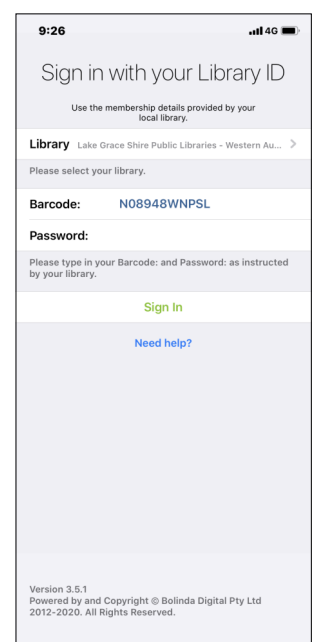 9:26 4G
Sign in with your Library ID
Use the membership details provided by your
local library.
Library Lake Grace Shire Public Libraries - Western Au...
Please select your library.
Barcode: N08948WNPSL
Password:
Please type in your Barcode: and Password: as instructed
by your library.
Sign In
Need help?
Version 3.5.1
Powered by and Copyright © Bolinda Digital Pty Ltd
2012-2020. All Rights Reserved.